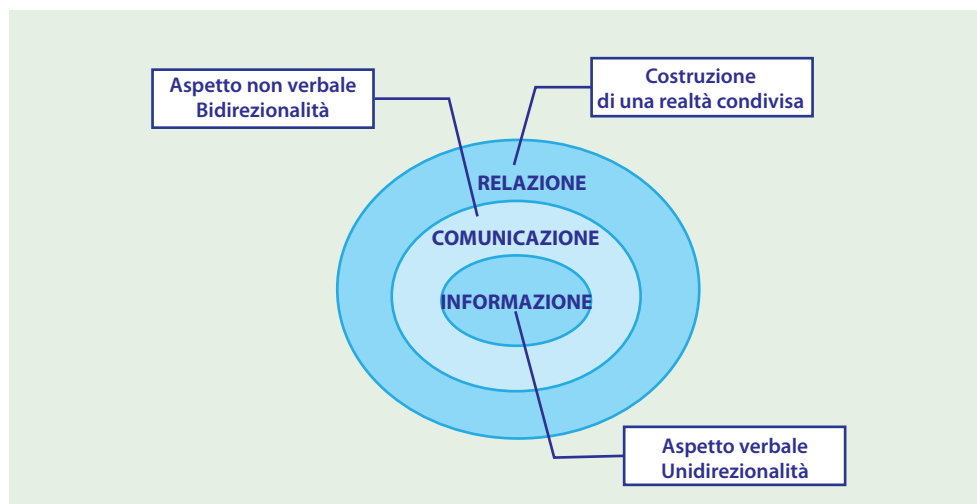 Aspetto non verbale
Bidirezionalità
Costruzione
di una realtà condivisa
RELAZIONE
COMUNICAZIONE
INFORMAZIONE
Aspetto verbale
Unidirezionalità